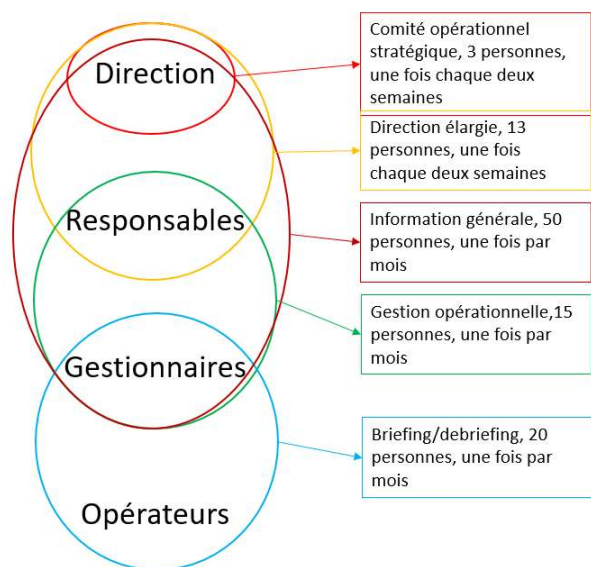 Direction
Responsables
Gestionnaires
Opérateurs
Comité opérationnel
stratégique, 3 personnes,
une fois chaque deux
semaines
Direction élargie, 13
personnes, une fois
chaque deux semaines
Information générale, 50
personnes, une fois par
mois
Gestion opérationnelle,15
personnes, une fois par
mois
Briefing/debriefing, 20
personnes, une fois par
mois